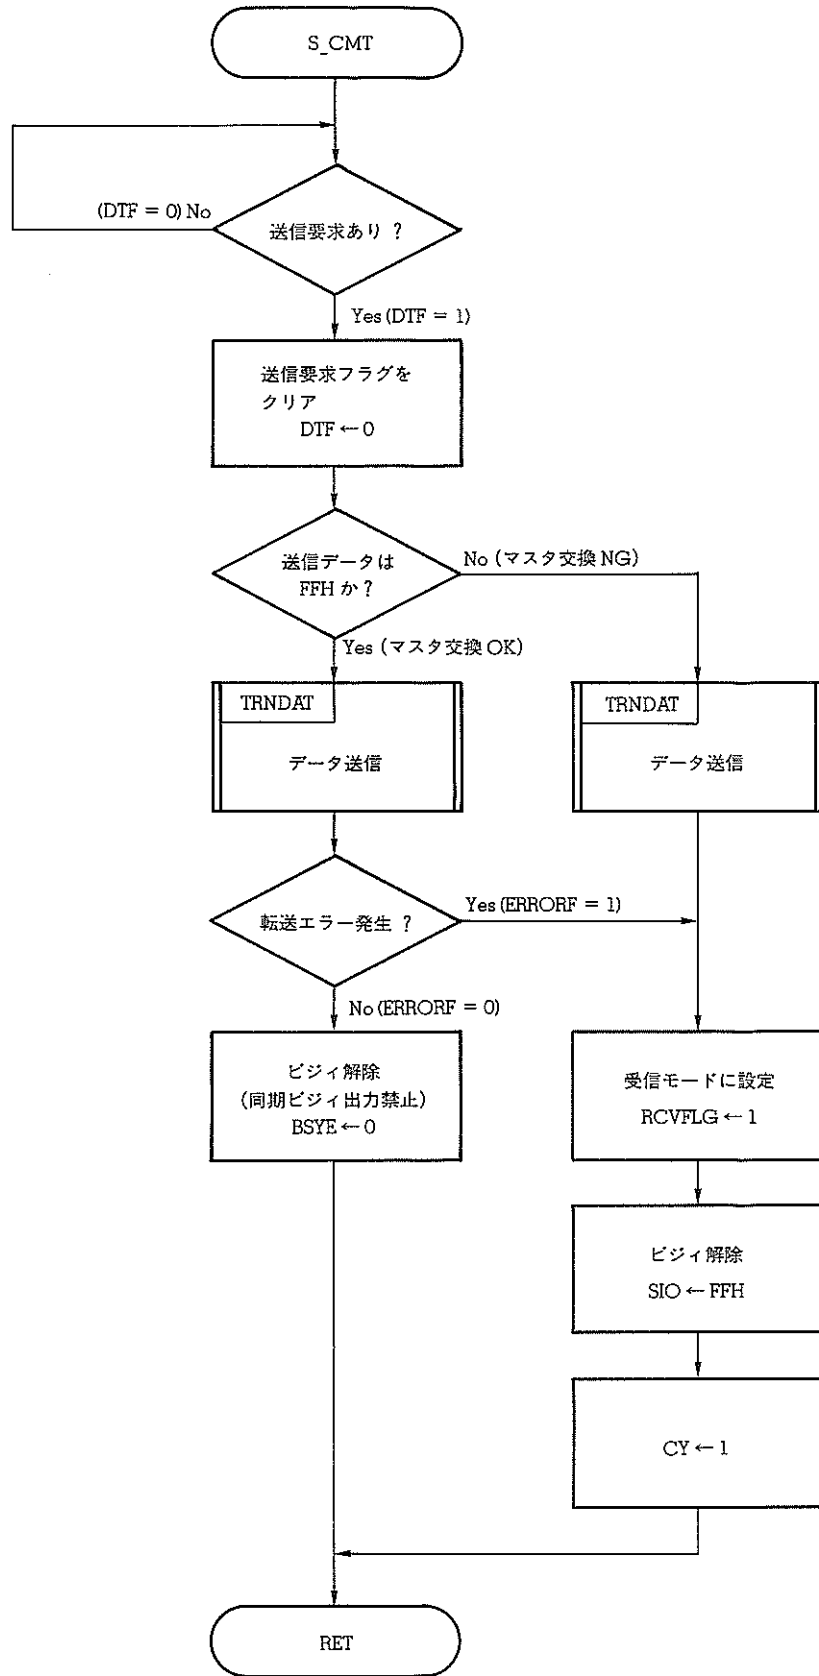 S_CMT
(DTF = 0) No
送信要求あり ?
Yes (DTF = 1)
送信要求フラグを
クリア
DTF ← 0
送信データは
FFH か ?
No (マスタ交換 NG)
Yes (マスタ交換 OK)
TRNDAT
データ送信
TRNDAT
データ送信
転送エラー発生 ?
Yes (ERRORF = 1)
No (ERRORF = 0)
ビジィ解除
(同期ビジィ出力禁止)
BSYE ← 0
受信モードに設定
RCVFLG ← 1
ビジィ解除
SIO ← FFH
CY ← 1
RET